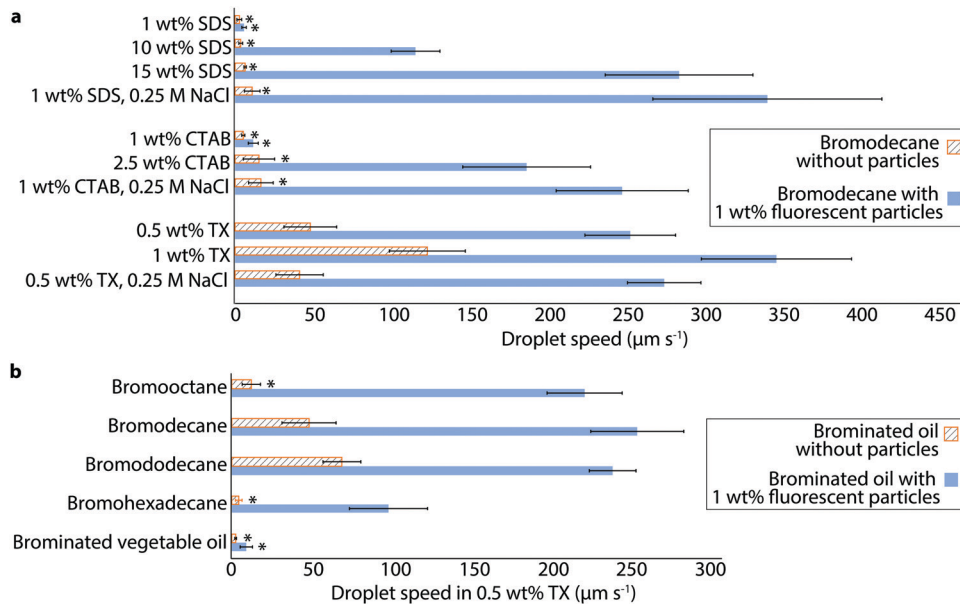 a
1 wt% SDS *
*
10 wt% SDS *
15 wt% SDS *
1 wt% SDS, 0.25 M NaCl *
1 wt% CTAB *
*
2.5 wt% CTAB *
1 wt% CTAB, 0.25 M NaCl *
0.5 wt% TX
1 wt% TX
0.5 wt% TX, 0.25 M NaCl
0 50 100 150 200 250 300 350 400 450
Droplet speed (µm s⁻¹)
Bromodecane
without particles
Bromodecane with
1 wt% fluorescent particles
b
Bromooctane *
Bromodecane
Bromododecane
Bromohexadecane *
Brominated vegetable oil *
*
0 50 100 150 200 250 300
Droplet speed in 0.5 wt% TX (µm s⁻¹)
Brominated oil
without particles
Brominated oil with
1 wt% fluorescent particles